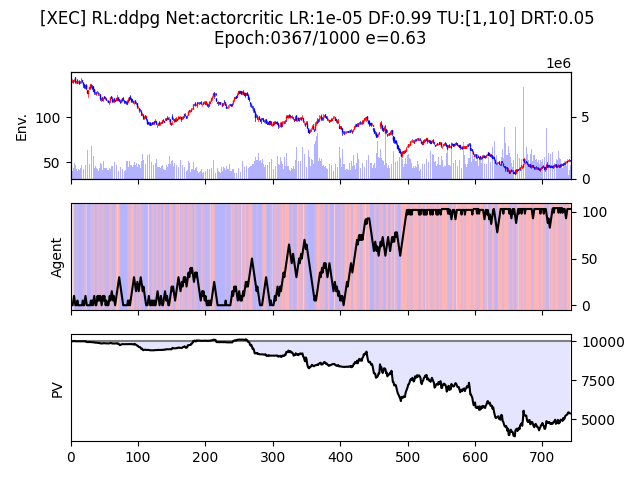 [XEC] RL:ddpg Net:actorcritic LR:1e-05 DF:0.99 TU:[1,10] DRT:0.05
Epoch:0367/1000 e=0.63
1e6
Env.
100
50
5
0
Agent
100
50
0
PV
10000
7500
5000
0 100 200 300 400 500 600 700